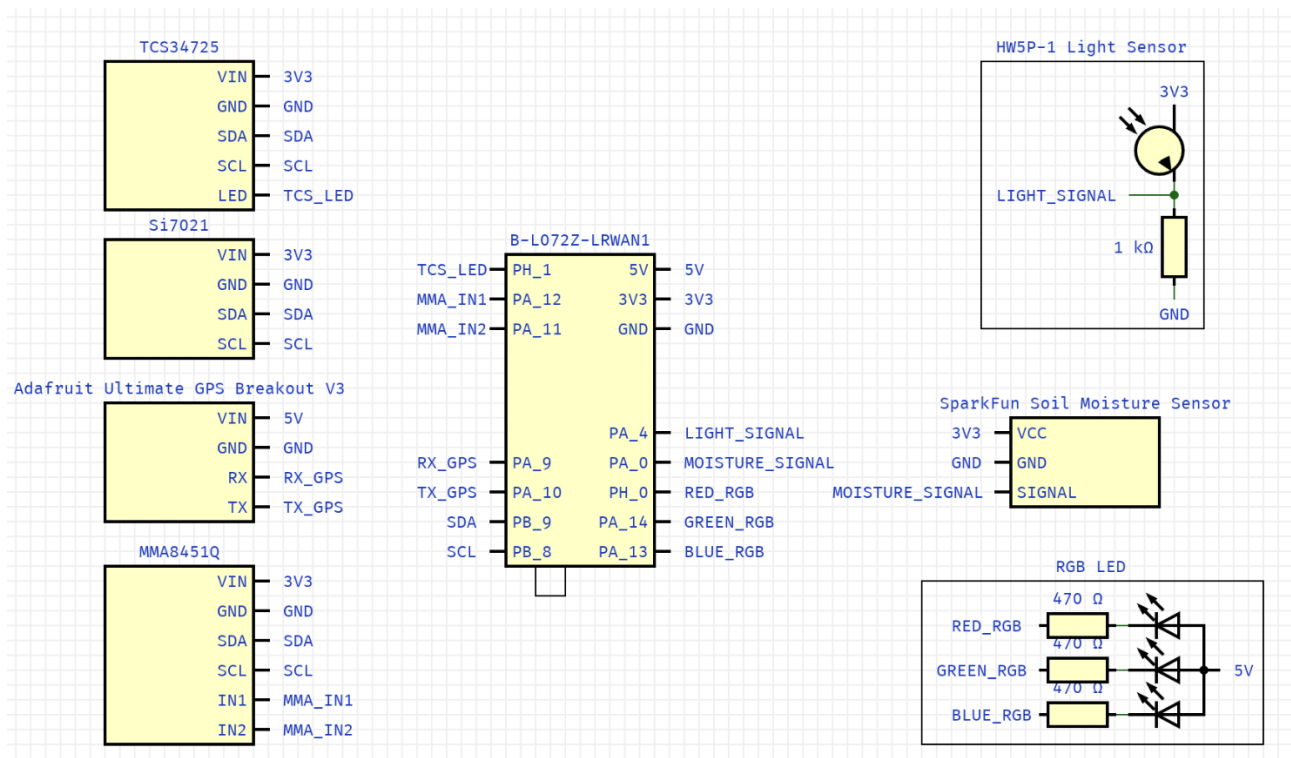 TCS34725
VIN 3V3
GND GND
SDA SDA
SCL SCL
LED TCS_LED
Si7021
VIN 3V3
GND GND
SDA SDA
SCL SCL
Adafruit Ultimate GPS Breakout V3
VIN 5V
GND GND
RX RX_GPS
TX TX_GPS
MMA8451Q
VIN 3V3
GND GND
SDA SDA
SCL SCL
IN1 MMA_IN1
IN2 MMA_IN2
B-L072Z-LRWAN1
TCS_LED PH_1 5V 5V
MMA_IN1 PA_12 3V3 3V3
MMA_IN2 PA_11 GND GND
PA_4 LIGHT_SIGNAL
RX_GPS PA_9 PA_0 MOISTURE_SIGNAL
TX_GPS PA_10 PH_0 RED_RGB
SDA PB_9 PA_14 GREEN_RGB
SCL PB_8 PA_13 BLUE_RGB
HW5P-1 Light Sensor
3V3
LIGHT_SIGNAL
1 kΩ
GND
SparkFun Soil Moisture Sensor
3V3 VCC
GND GND
MOISTURE_SIGNAL SIGNAL
RGB LED
470 Ω
RED_RGB
470 Ω
GREEN_RGB 5V
470 Ω
BLUE_RGB